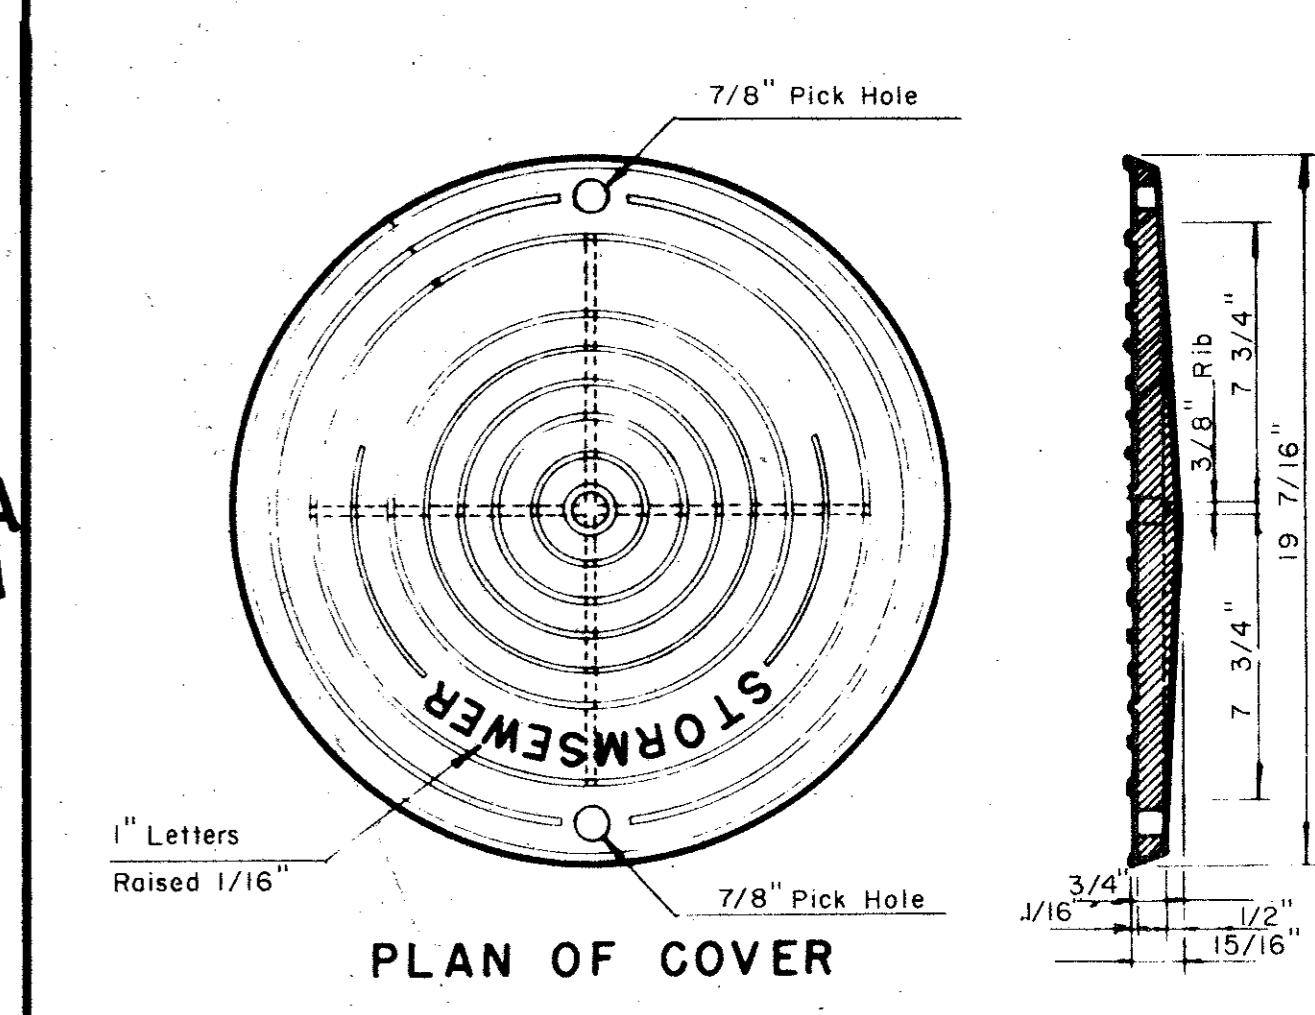 7/8" Pick Hole
3/8" Rib
7 3/4"
19 7/16"
7 3/4"
STORMSEWER
1" Letters
Raised 1/16"
7/8" Pick Hole
3/4"
1/16
1/2"
15/16"
PLAN OF COVER